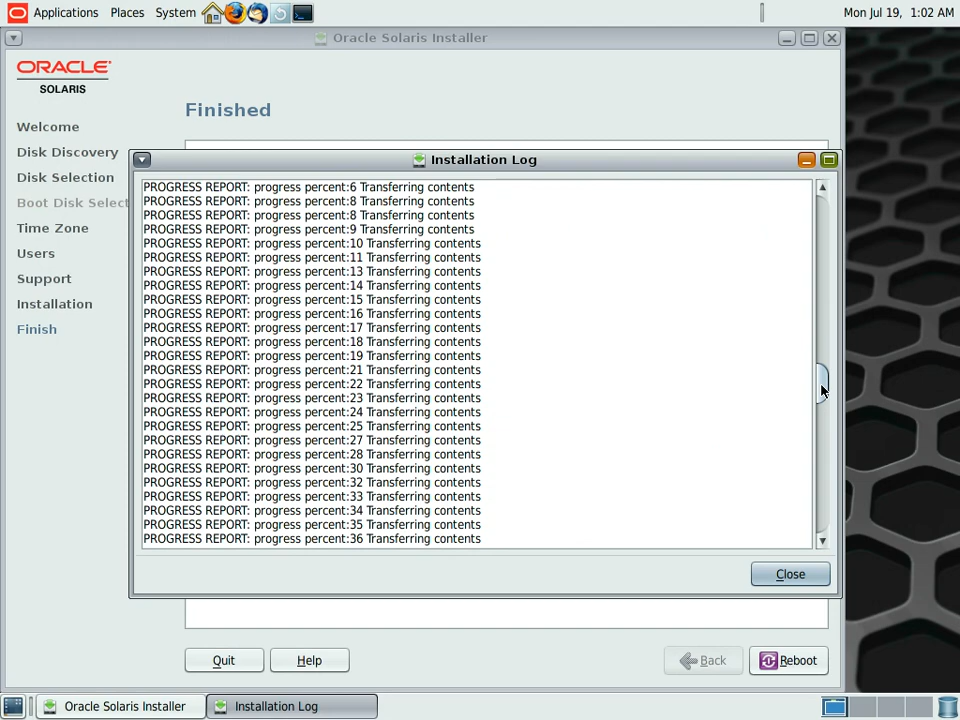 Applications Places System
Mon Jul 19, 1:02 AM
Oracle Solaris Installer
ORACLE
SOLARIS
Finished
Welcome
Disk Discovery
Disk Selection
Boot Disk Select
Time Zone
Users
Support
Installation
Finish
Installation Log
PROGRESS REPORT: progress percent:6 Transferring contents
PROGRESS REPORT: progress percent:8 Transferring contents
PROGRESS REPORT: progress percent:8 Transferring contents
PROGRESS REPORT: progress percent:9 Transferring contents
PROGRESS REPORT: progress percent:10 Transferring contents
PROGRESS REPORT: progress percent:11 Transferring contents
PROGRESS REPORT: progress percent:13 Transferring contents
PROGRESS REPORT: progress percent:14 Transferring contents
PROGRESS REPORT: progress percent:15 Transferring contents
PROGRESS REPORT: progress percent:16 Transferring contents
PROGRESS REPORT: progress percent:17 Transferring contents
PROGRESS REPORT: progress percent:18 Transferring contents
PROGRESS REPORT: progress percent:19 Transferring contents
PROGRESS REPORT: progress percent:21 Transferring contents
PROGRESS REPORT: progress percent:22 Transferring contents
PROGRESS REPORT: progress percent:23 Transferring contents
PROGRESS REPORT: progress percent:24 Transferring contents
PROGRESS REPORT: progress percent:25 Transferring contents
PROGRESS REPORT: progress percent:27 Transferring contents
PROGRESS REPORT: progress percent:28 Transferring contents
PROGRESS REPORT: progress percent:30 Transferring contents
PROGRESS REPORT: progress percent:32 Transferring contents
PROGRESS REPORT: progress percent:33 Transferring contents
PROGRESS REPORT: progress percent:34 Transferring contents
PROGRESS REPORT: progress percent:35 Transferring contents
PROGRESS REPORT: progress percent:36 Transferring contents
Close
Quit Help Back Reboot
Oracle Solaris Installer Installation Log